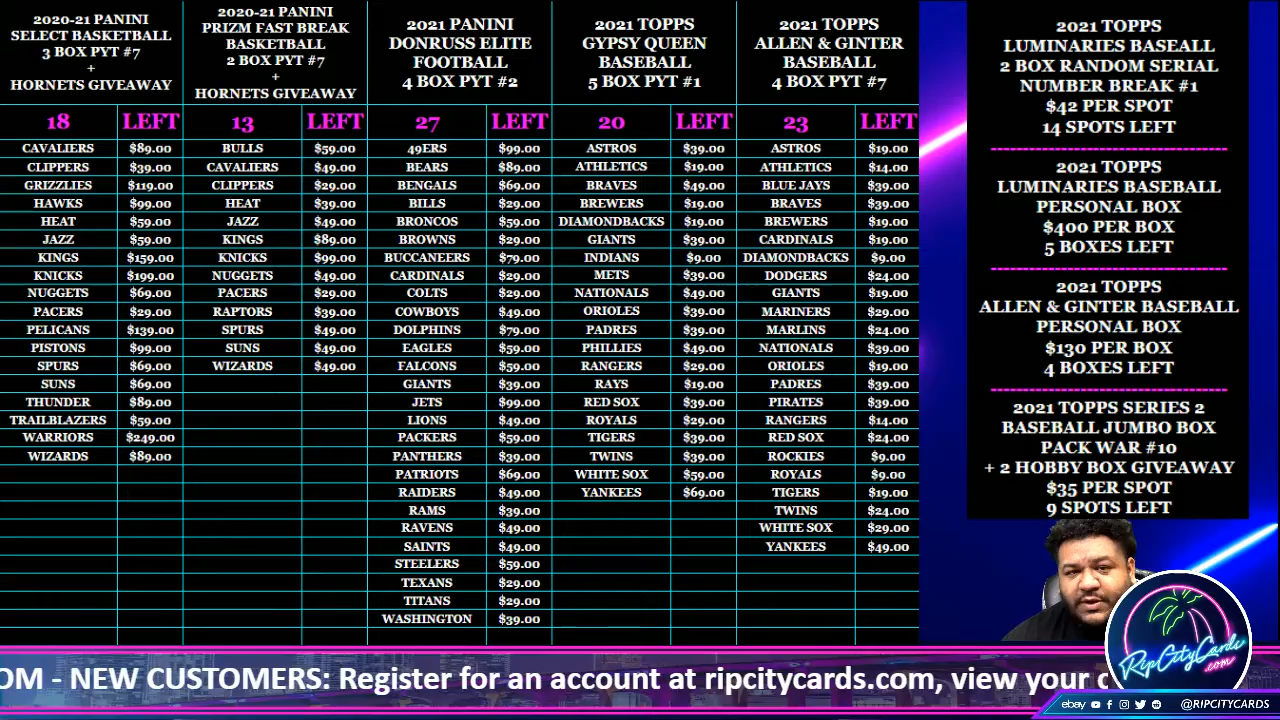 2020-21 PANINI
SELECT BASKETBALL
3 BOX PYT #7
+
HORNETS GIVEAWAY
18 LEFT
CAVALIERS $89.00
CLIPPERS $39.00
GRIZZLIES $119.00
HAWKS $99.00
HEAT $59.00
JAZZ $59.00
KINGS $159.00
KNICKS $199.00
NUGGETS $69.00
PACERS $29.00
PELICANS $139.00
PISTONS $99.00
SPURS $69.00
SUNS $69.00
THUNDER $89.00
TRAILBLAZERS $59.00
WARRIORS $249.00
WIZARDS $89.00
2020-21 PANINI
PRIZM FAST BREAK
BASKETBALL
2 BOX PYT #7
+
HORNETS GIVEAWAY
13 LEFT
BULLS $59.00
CAVALIERS $49.00
CLIPPERS $29.00
HEAT $39.00
JAZZ $49.00
KINGS $89.00
KNICKS $99.00
NUGGETS $49.00
PACERS $29.00
RAPTORS $39.00
SPURS $49.00
SUNS $49.00
WIZARDS $49.00
2021 PANINI
DONRUSS ELITE
FOOTBALL
4 BOX PYT #2
27 LEFT
49ERS $99.00
BEARS $89.00
BENGALS $69.00
BILLS $29.00
BRONCOS $59.00
BROWNS $29.00
BUCCANEERS $79.00
CARDINALS $29.00
COLTS $29.00
COWBOYS $49.00
DOLPHINS $79.00
EAGLES $59.00
FALCONS $59.00
GIANTS $39.00
JETS $99.00
LIONS $49.00
PACKERS $59.00
PANTHERS $39.00
PATRIOTS $69.00
RAIDERS $49.00
RAMS $39.00
RAVENS $49.00
SAINTS $49.00
STEELERS $59.00
TEXANS $29.00
TITANS $29.00
WASHINGTON $39.00
2021 TOPPS
GYPSY QUEEN
BASEBALL
5 BOX PYT #1
20 LEFT
ASTROS $39.00
ATHLETICS $19.00
BRAVES $49.00
BREWERS $19.00
DIAMONDBACKS $19.00
GIANTS $39.00
INDIANS $9.00
METS $39.00
NATIONALS $49.00
ORIOLES $39.00
PADRES $39.00
PHILLIES $49.00
RANGERS $29.00
RAYS $19.00
RED SOX $39.00
ROYALS $29.00
TIGERS $39.00
TWINS $39.00
WHITE SOX $59.00
YANKEES $69.00
2021 TOPPS
ALLEN & GINTER
BASEBALL
4 BOX PYT #7
23 LEFT
ASTROS $19.00
ATHLETICS $14.00
BLUE JAYS $39.00
BRAVES $39.00
BREWERS $19.00
CARDINALS $19.00
DIAMONDBACKS $9.00
DODGERS $24.00
GIANTS $19.00
MARINERS $29.00
MARLINS $24.00
NATIONALS $39.00
ORIOLES $19.00
PADRES $39.00
PIRATES $39.00
RANGERS $14.00
RED SOX $24.00
ROCKIES $9.00
ROYALS $9.00
TIGERS $19.00
TWINS $24.00
WHITE SOX $29.00
YANKEES $49.00
2021 TOPPS
LUMINARIES BASEALL
2 BOX RANDOM SERIAL
NUMBER BREAK #1
$42 PER SPOT
14 SPOTS LEFT
2021 TOPPS
LUMINARIES BASEBALL
PERSONAL BOX
$400 PER BOX
5 BOXES LEFT
2021 TOPPS
ALLEN & GINTER BASEBALL
PERSONAL BOX
$130 PER BOX
4 BOXES LEFT
2021 TOPPS SERIES 2
BASEBALL JUMBO BOX
PACK WAR #10
+ 2 HOBBY BOX GIVEAWAY
$35 PER SPOT
9 SPOTS LEFT
OM - NEW CUSTOMERS: Register for an account at ripcitycards.com, view your
RipCityCards
.com
ebay @RIPCITYCARDS